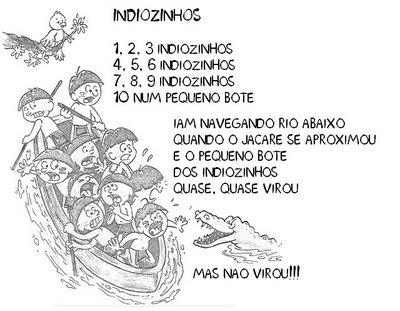 INDIOZINHOS
1, 2, 3 INDIOZINHOS
4, 5, 6 INDIOZINHOS
7, 8, 9 INDIOZINHOS
10 NUM PEQUENO BOTE
IAM NAVEGANDO RIO ABAIXO
QUANDO O JACARE SE APROXIMOU
E O PEQUENO BOTE
DOS INDIOZINHOS
QUASE, QUASE VIROU
MAS NAO VIROU!!!